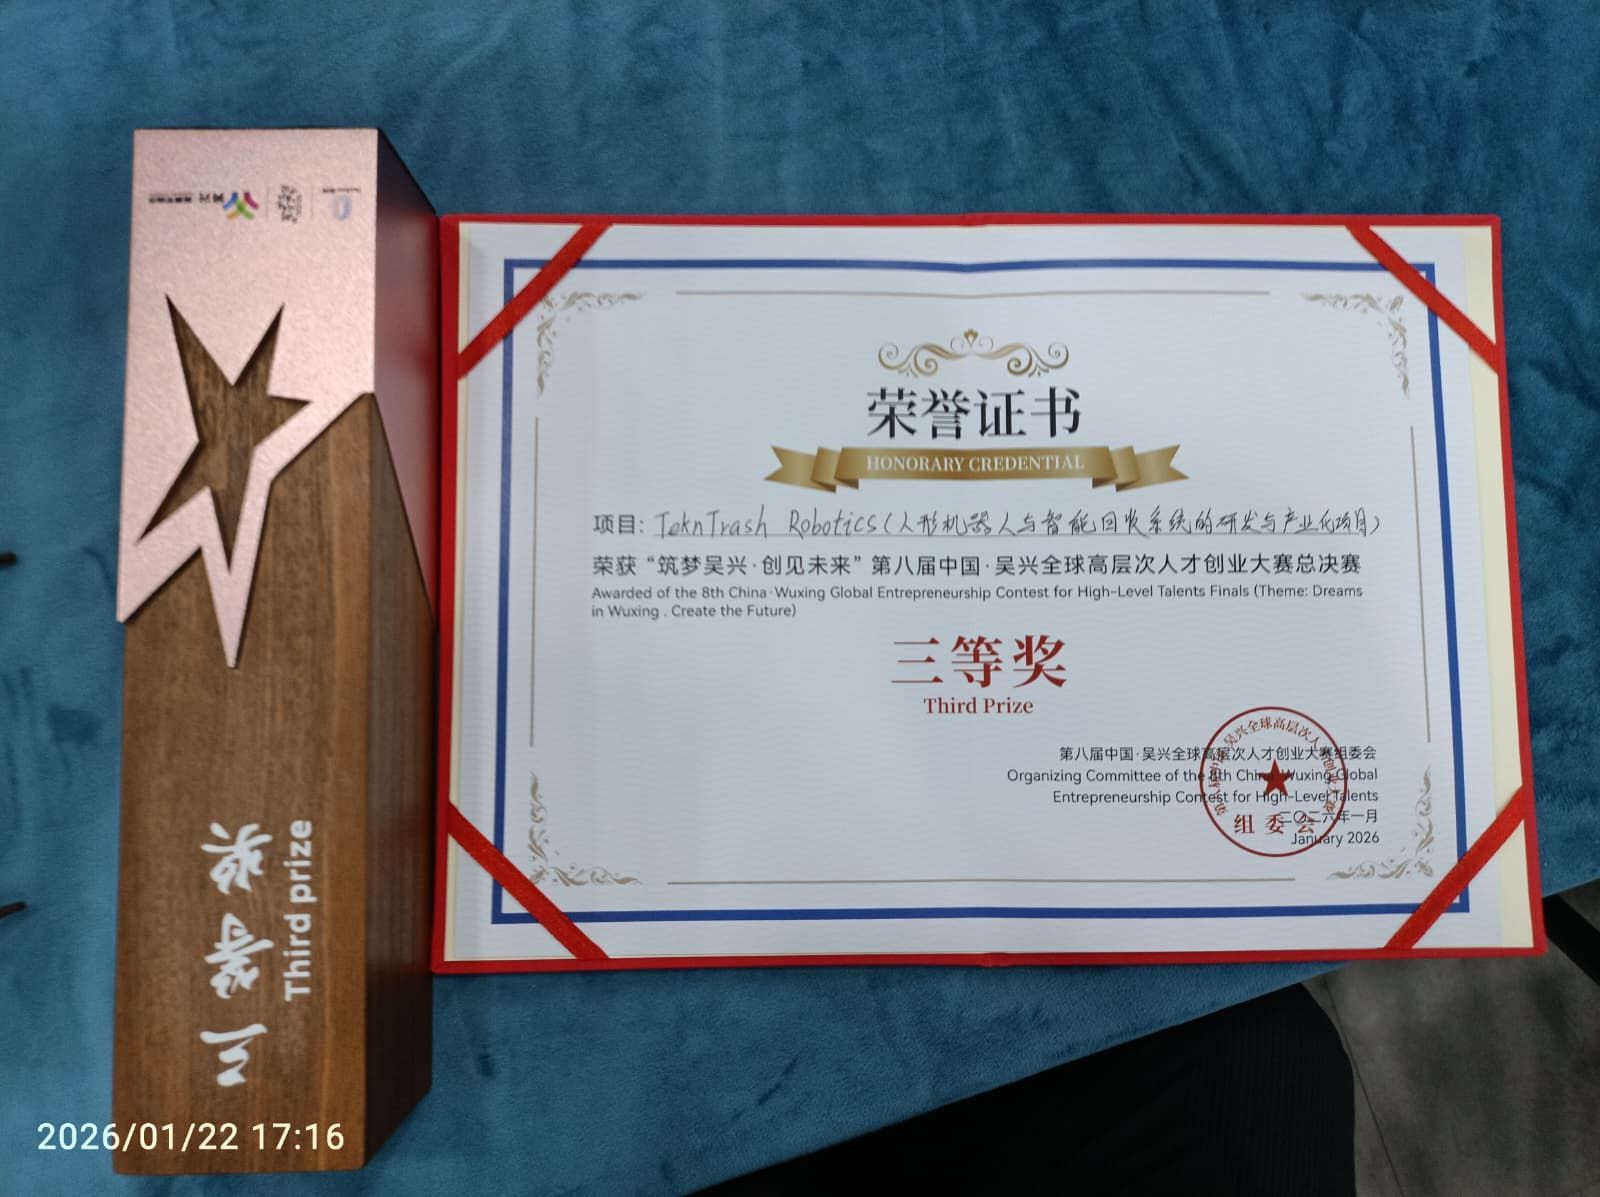 荣誉证书
HONORARY CREDENTIAL
项目: TeknTrash Robotics(人形机器人与智能回收系统的研发与产业化项目)
荣获“筑梦吴兴·创见未来”第八届中国·吴兴全球高层次人才创业大赛总决赛
Awarded of the 8th China·Wuxing Global Entrepreneurship Contest for High-Level Talents Finals (Theme: Dreams
in Wuxing . Create the Future)
三等奖
Third Prize
第八届中国·吴兴全球高层次人才创业大赛组委会
Organizing Committee of the 8th China·Wuxing Global
Entrepreneurship Contest for High-Level Talents
二〇二六年一月
January 2026
组委会
三等奖
Third prize
2026/01/22 17:16